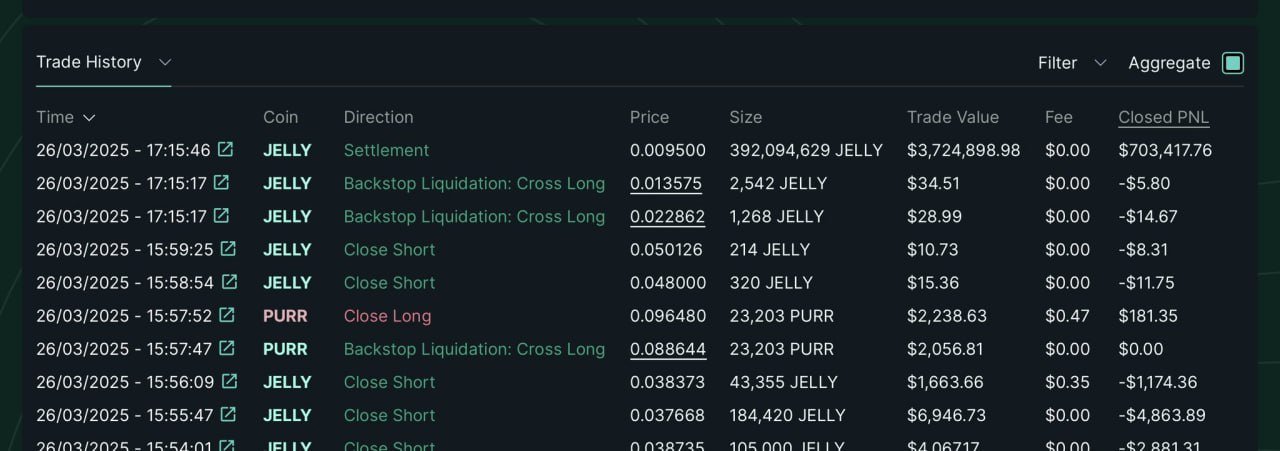 Trade History Filter Aggregate
Time Coin Direction Price Size Trade Value Fee Closed PNL
26/03/2025 - 17:15:46 JELLY Settlement 0.009500 392,094,629 JELLY $3,724,898.98 $0.00 $703,417.76
26/03/2025 - 17:15:17 JELLY Backstop Liquidation: Cross Long 0.013575 2,542 JELLY $34.51 $0.00 -$5.80
26/03/2025 - 17:15:17 JELLY Backstop Liquidation: Cross Long 0.022862 1,268 JELLY $28.99 $0.00 -$14.67
26/03/2025 - 15:59:25 JELLY Close Short 0.050126 214 JELLY $10.73 $0.00 -$8.31
26/03/2025 - 15:58:54 JELLY Close Short 0.048000 320 JELLY $15.36 $0.00 -$11.75
26/03/2025 - 15:57:52 PURR Close Long 0.096480 23,203 PURR $2,238.63 $0.47 $181.35
26/03/2025 - 15:57:47 PURR Backstop Liquidation: Cross Long 0.088644 23,203 PURR $2,056.81 $0.00 $0.00
26/03/2025 - 15:56:09 JELLY Close Short 0.038373 43,355 JELLY $1,663.66 $0.35 -$1,174.36
26/03/2025 - 15:55:47 JELLY Close Short 0.037668 184,420 JELLY $6,946.73 $0.00 -$4,863.89
26/03/2025 - 15:54:01 JELLY Close Short 0.038735 105,000 JELLY $4,067.17 $0.00 -$2,881.31